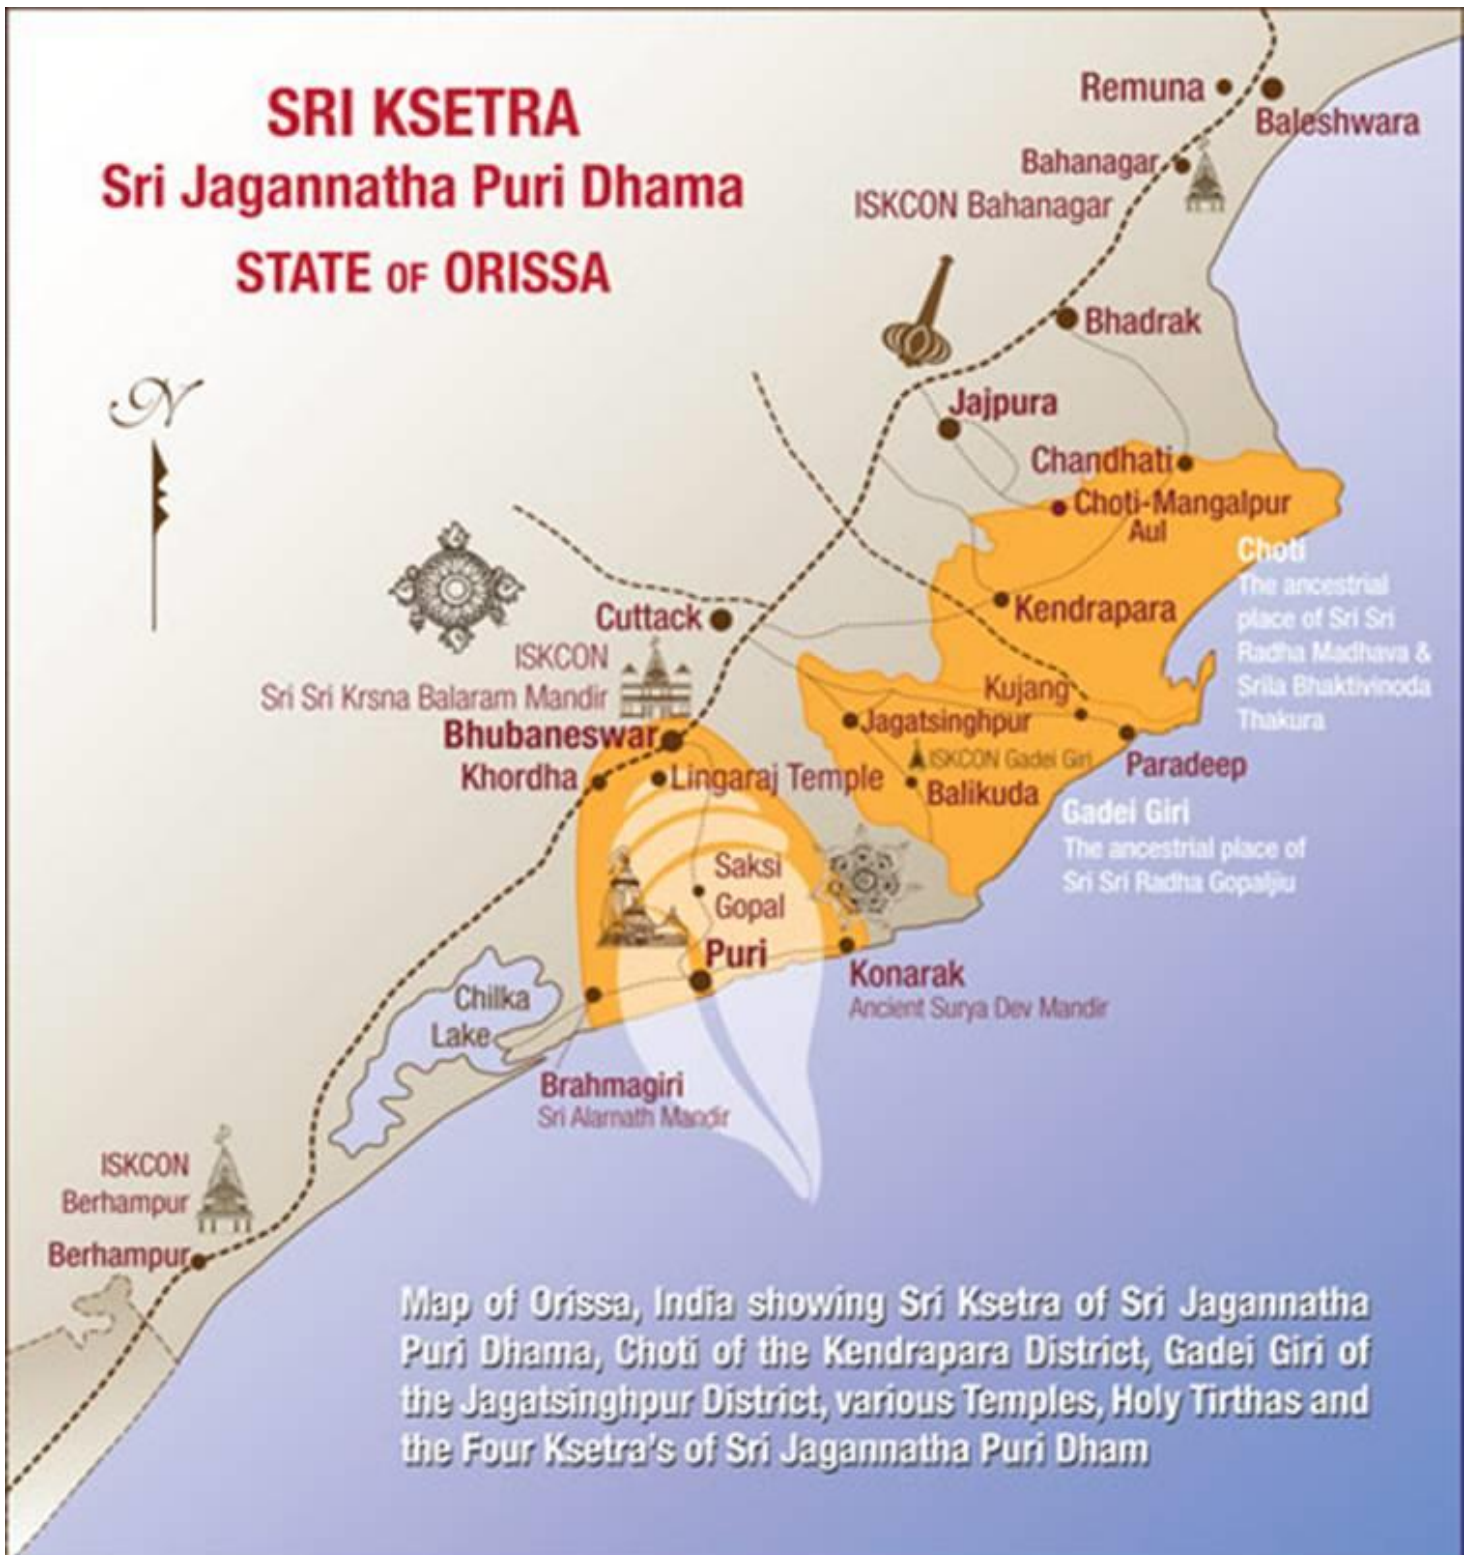 SRI KSETRA
Sri Jagannatha Puri Dhama
STATE OF ORISSA
N
Remuna
Baleshwara
Bahanagar
ISKCON Bahanagar
Bhadrak
Jajpura
Chandhati
Choti-Mangalpur
Aul
Choti
The ancestrial
place of Sri Sri
Radha Madhava &
Srila Bhaktivinoda
Thakura
Kendrapara
Cuttack
ISKCON
Sri Sri Krsna Balaram Mandir
Bhubaneswar
Khordha
Lingaraj Temple
Kujang
Jagatsinghpur
ISKCON Gadei Giri
Balikuda
Paradeep
Gadei Giri
The ancestrial place of
Sri Sri Radha Gopaljiu
Saksi
Gopal
Puri
Konarak
Ancient Surya Dev Mandir
Chilka
Lake
Brahmagiri
Sri Alarnath Mandir
ISKCON
Berhampur
Berhampur
Map of Orissa, India showing Sri Ksetra of Sri Jagannatha
Puri Dhama, Choti of the Kendrapara District, Gadei Giri of
the Jagatsinghpur District, various Temples, Holy Tirthas and
the Four Ksetra's of Sri Jagannatha Puri Dham